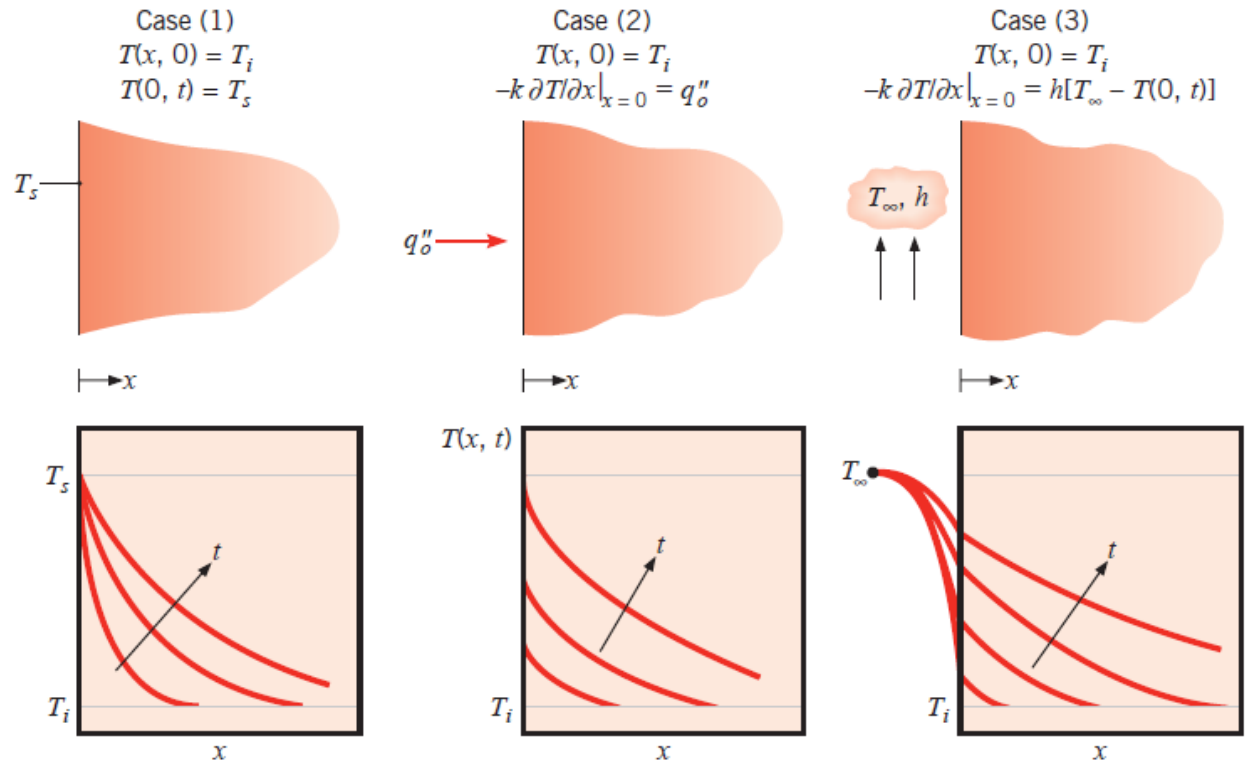 Case (1)
T(x, 0) = T_i
T(0, t) = T_s
Case (2)
T(x, 0) = T_i
−k ∂T/∂x|_{x = 0} = q″_o
Case (3)
T(x, 0) = T_i
−k ∂T/∂x|_{x = 0} = h[T_∞ − T(0, t)]
T_s
q″_o
T_∞, h
x
x
x
T_s
t
T_i
x
T(x, t)
t
T_i
x
T_∞
t
T_i
x